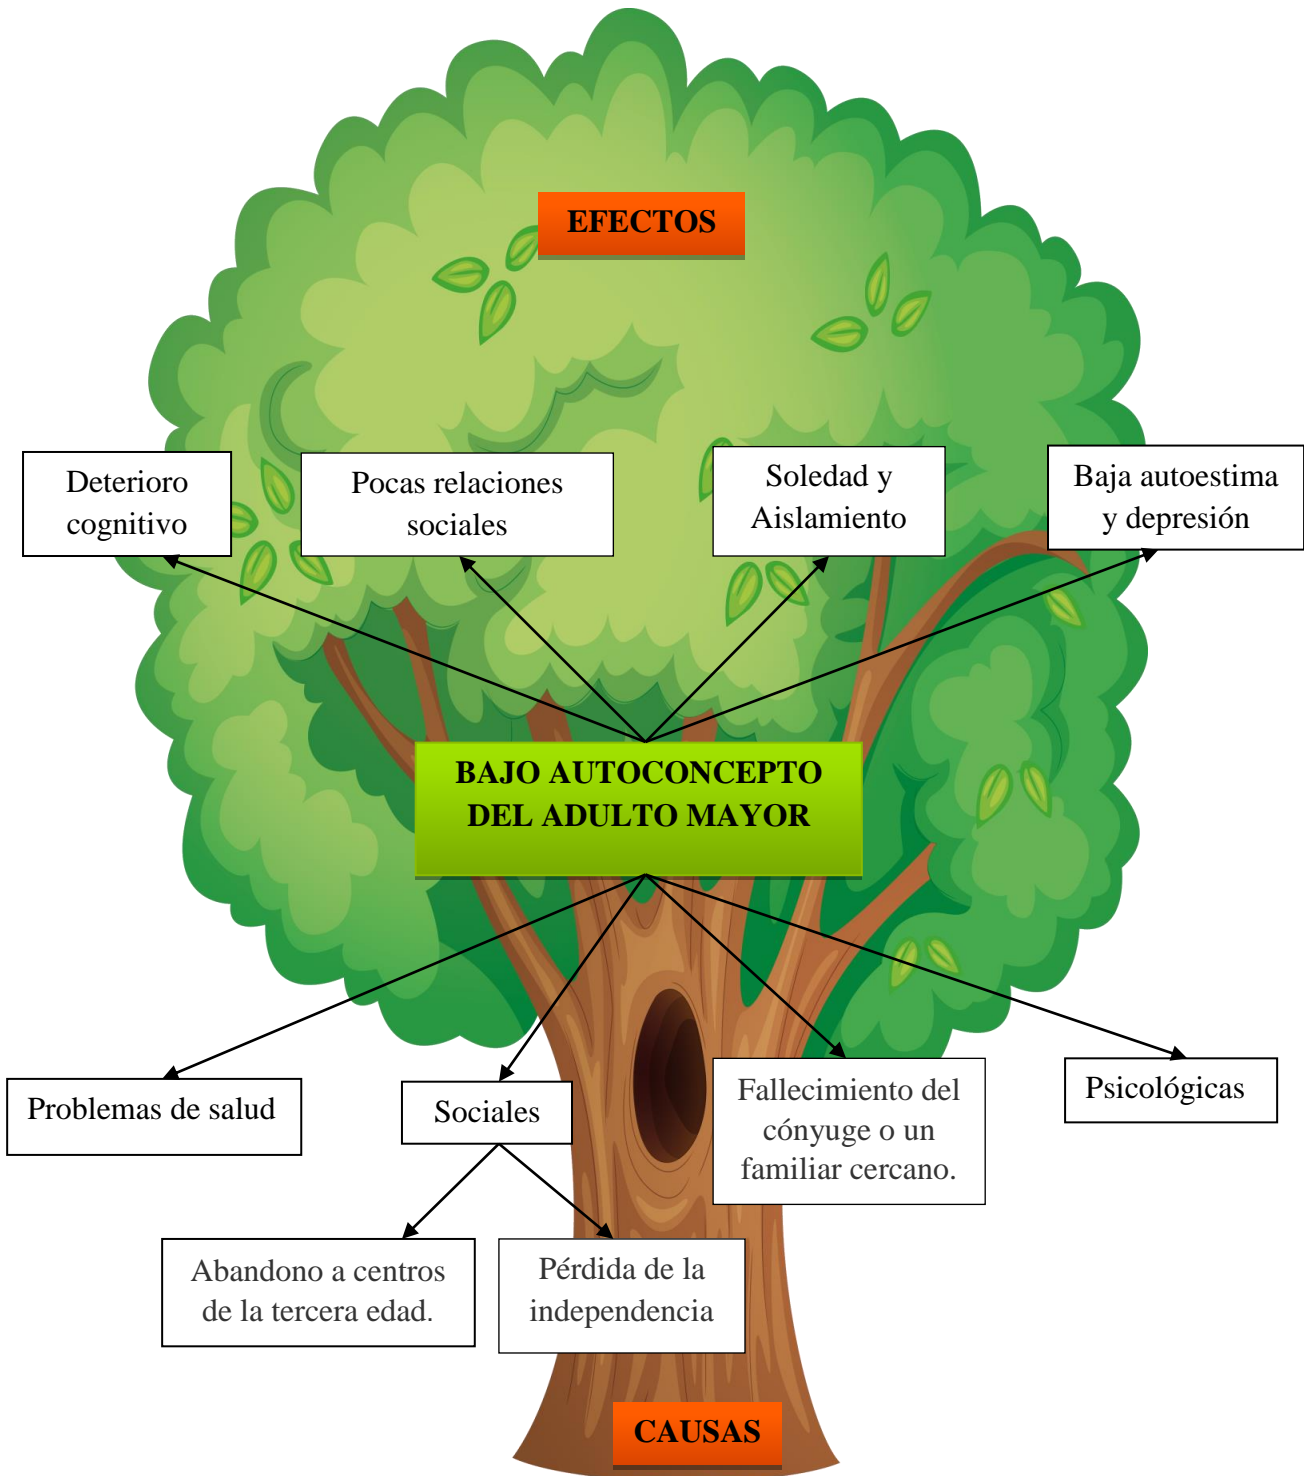 EFECTOS
Deterioro
cognitivo
Pocas relaciones
sociales
Soledad y
Aislamiento
Baja autoestima
y depresión
BAJO AUTOCONCEPTO
DEL ADULTO MAYOR
Problemas de salud
Sociales
Fallecimiento del
cónyuge o un
familiar cercano.
Psicológicas
Abandono a centros
de la tercera edad.
Pérdida de la
independencia
CAUSAS